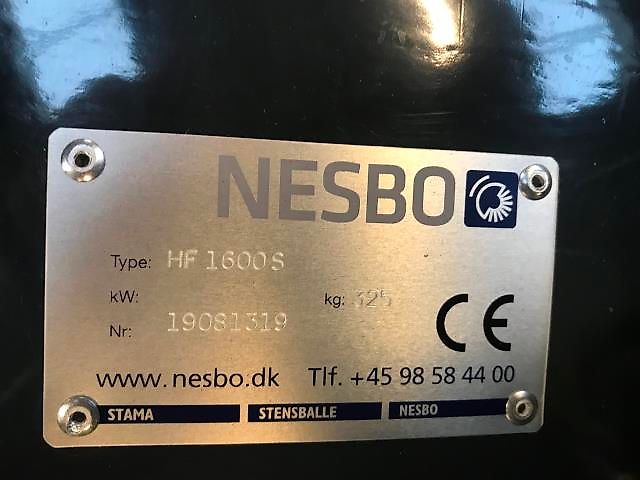 NESBO
Type: HF 1600S
kW:
kg: 325
Nr: 19081319
CE
www.nesbo.dk Tlf. +45 98 58 44 00
STAMA STENSBALLE NESBO